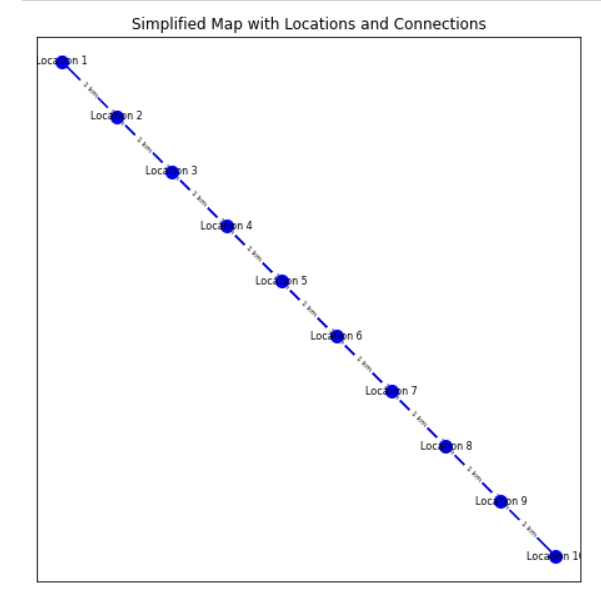 Simplified Map with Locations and Connections
Location 1
1 km
Location 2
1 km
Location 3
1 km
Location 4
1 km
Location 5
1 km
Location 6
1 km
Location 7
1 km
Location 8
1 km
Location 9
1 km
Location 10